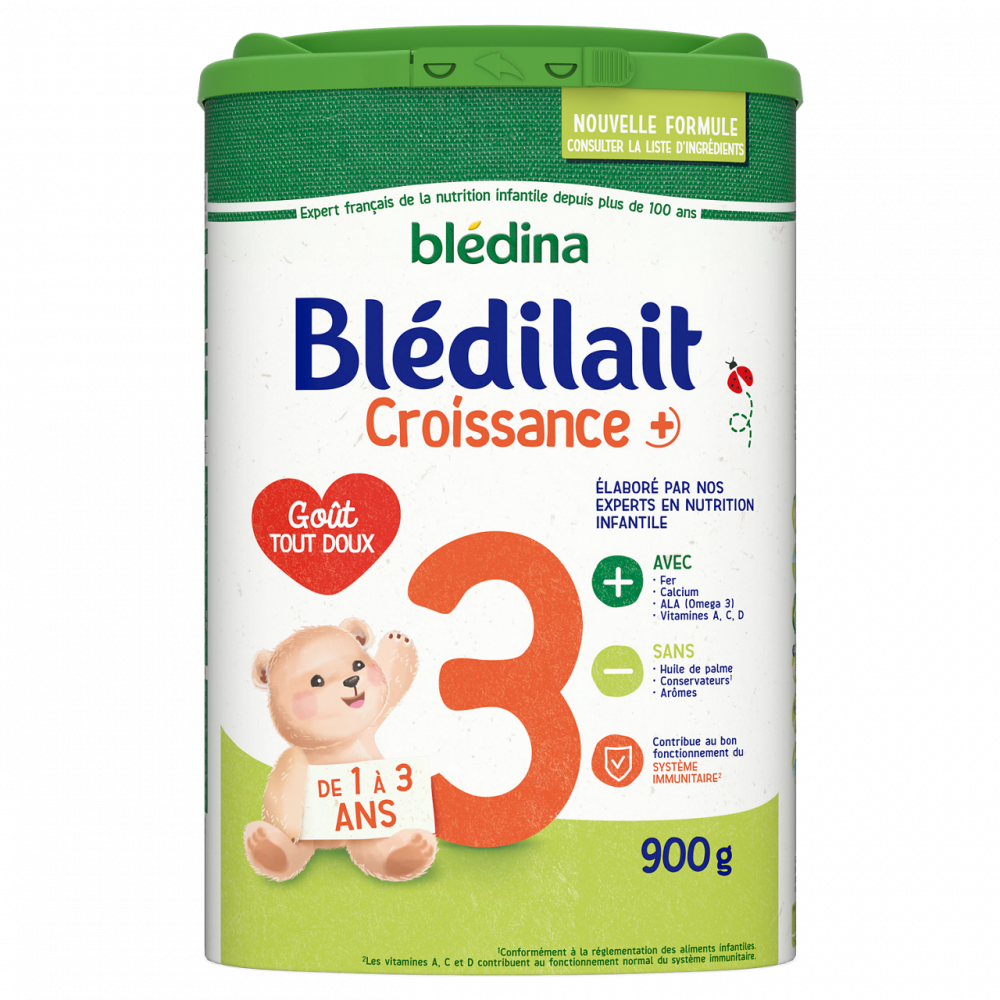 NOUVELLE FORMULE
CONSULTER LA LISTE D'INGRÉDIENTS
Expert français de la nutrition infantile depuis plus de 100 ans
blédina
Blédilait
Croissance +
Goût
TOUT DOUX
3
ÉLABORÉ PAR NOS
EXPERTS EN NUTRITION
INFANTILE
AVEC
· Fer
· Calcium
· ALA (Omega 3)
· Vitamines A, C, D
SANS
· Huile de palme
· Conservateurs¹
· Arômes
Contribue au bon
fonctionnement du
SYSTÈME
IMMUNITAIRE²
DE 1 À 3
ANS
900g
¹Conformément à la réglementation des aliments infantiles.
²Les vitamines A, C et D contribuent au fonctionnement normal du système immunitaire.